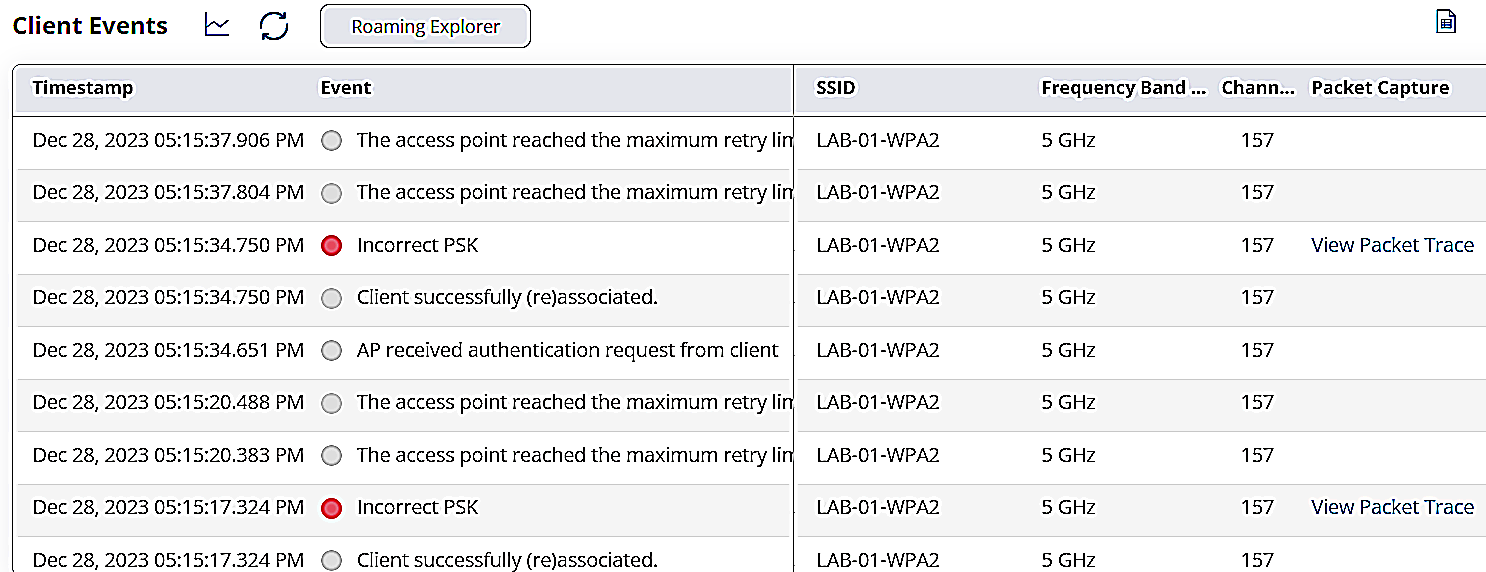 Client Events Roaming Explorer
Timestamp Event SSID Frequency Band ... Chann... Packet Capture
Dec 28, 2023 05:15:37.906 PM The access point reached the maximum retry lim LAB-01-WPA2 5 GHz 157
Dec 28, 2023 05:15:37.804 PM The access point reached the maximum retry lim LAB-01-WPA2 5 GHz 157
Dec 28, 2023 05:15:34.750 PM Incorrect PSK LAB-01-WPA2 5 GHz 157 View Packet Trace
Dec 28, 2023 05:15:34.750 PM Client successfully (re)associated. LAB-01-WPA2 5 GHz 157
Dec 28, 2023 05:15:34.651 PM AP received authentication request from client LAB-01-WPA2 5 GHz 157
Dec 28, 2023 05:15:20.488 PM The access point reached the maximum retry lim LAB-01-WPA2 5 GHz 157
Dec 28, 2023 05:15:20.383 PM The access point reached the maximum retry lim LAB-01-WPA2 5 GHz 157
Dec 28, 2023 05:15:17.324 PM Incorrect PSK LAB-01-WPA2 5 GHz 157 View Packet Trace
Dec 28, 2023 05:15:17.324 PM Client successfully (re)associated. LAB-01-WPA2 5 GHz 157